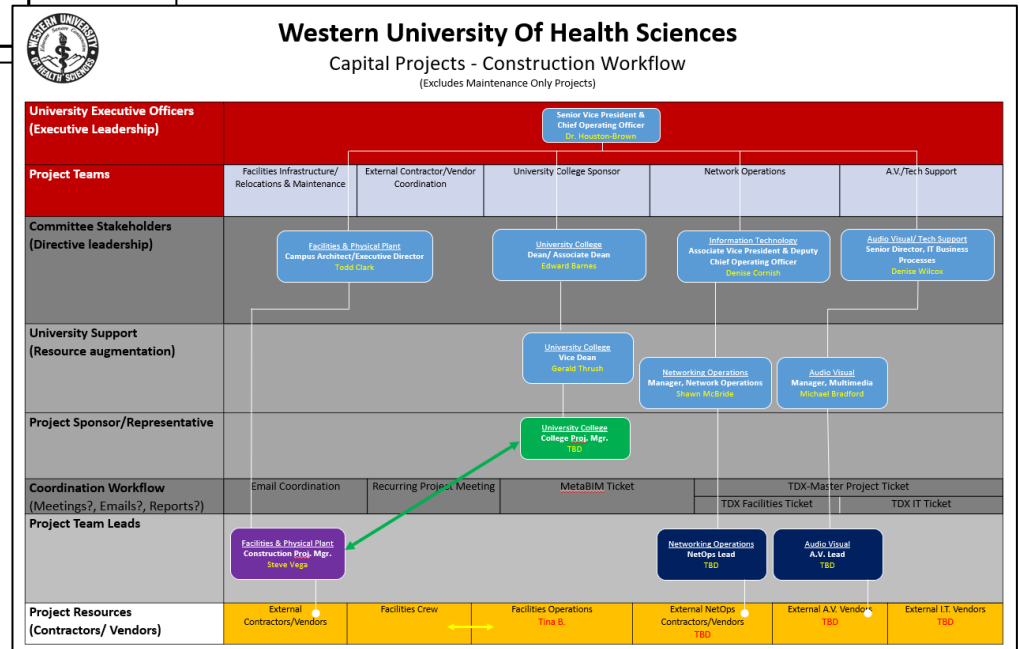 Western University Of Health Sciences
Capital Projects - Construction Workflow
(Excludes Maintenance Only Projects)
WESTERN UNIVERSITY
OF HEALTH SCIENCES
University Executive Officers
(Executive Leadership)
Senior Vice President &
Chief Operating Officer
Dr. Houston-Brown
Project Teams
Facilities Infrastructure/
Relocations & Maintenance
External Contractor/Vendor
Coordination
University College Sponsor
Network Operations
A.V./Tech Support
Committee Stakeholders
(Directive leadership)
Facilities & Physical Plant
Campus Architect/Executive Director
Todd Clark
University College
Dean/ Associate Dean
Edward Barnes
Information Technology
Associate Vice President & Deputy
Chief Operating Officer
Denise Cornish
Audio Visual/ Tech Support
Senior Director, IT Business
Processes
Denise Wilcox
University Support
(Resource augmentation)
University College
Vice Dean
Gerald Thrush
Networking Operations
Manager, Network Operations
Shawn McBride
Audio Visual
Manager, Multimedia
Michael Bradford
Project Sponsor/Representative
University College
College Proj. Mgr.
TBD
Coordination Workflow
(Meetings?, Emails?, Reports?)
Email Coordination
Recurring Project Meeting
MetaBIM Ticket
TDX-Master Project Ticket
TDX Facilities Ticket
TDX IT Ticket
Project Team Leads
Facilities & Physical Plant
Construction Proj. Mgr.
Steve Vega
Networking Operations
NetOps Lead
TBD
Audio Visual
A.V. Lead
TBD
Project Resources
(Contractors/ Vendors)
External
Contractors/Vendors
Facilities Crew
Facilities Operations
Tina B.
External NetOps
Contractors/Vendors
TBD
External A.V. Vendors
TBD
External I.T. Vendors
TBD